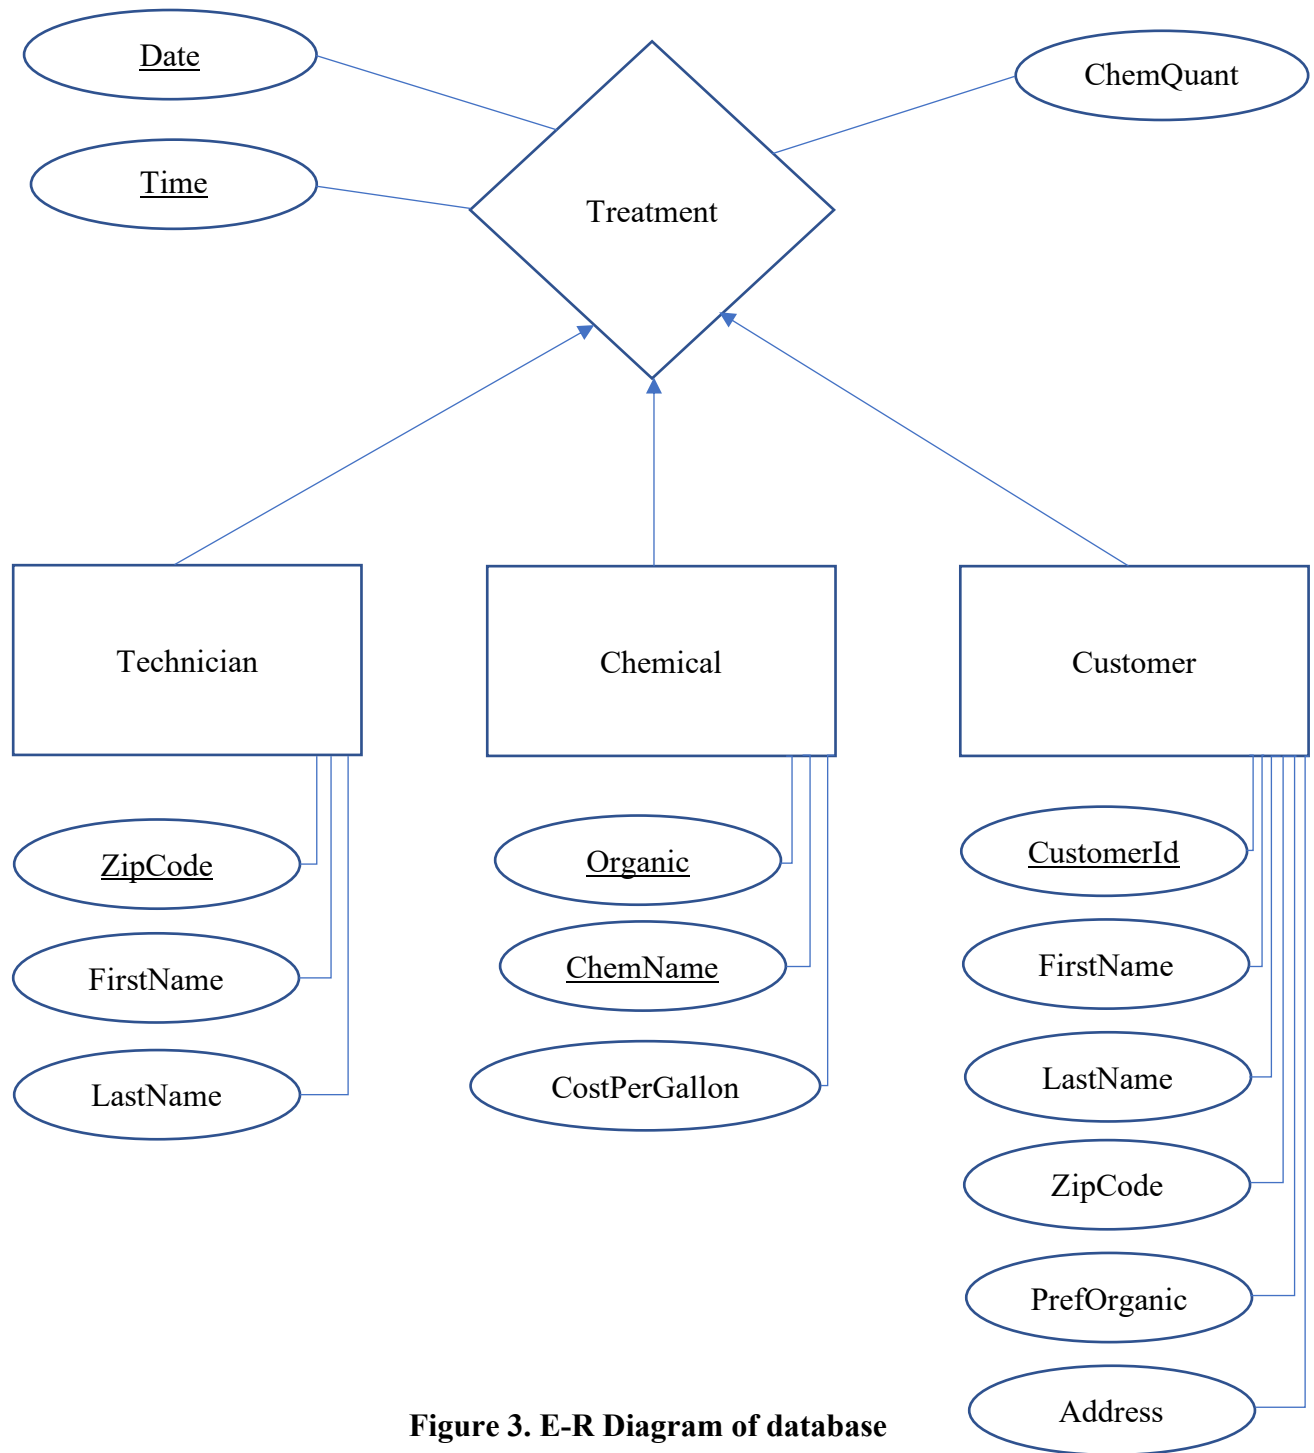 Date
ChemQuant
Time
Treatment
Technician
Chemical
Customer
ZipCode
FirstName
LastName
Organic
ChemName
CostPerGallon
CustomerId
FirstName
LastName
ZipCode
PrefOrganic
Address
Figure 3. E-R Diagram of database